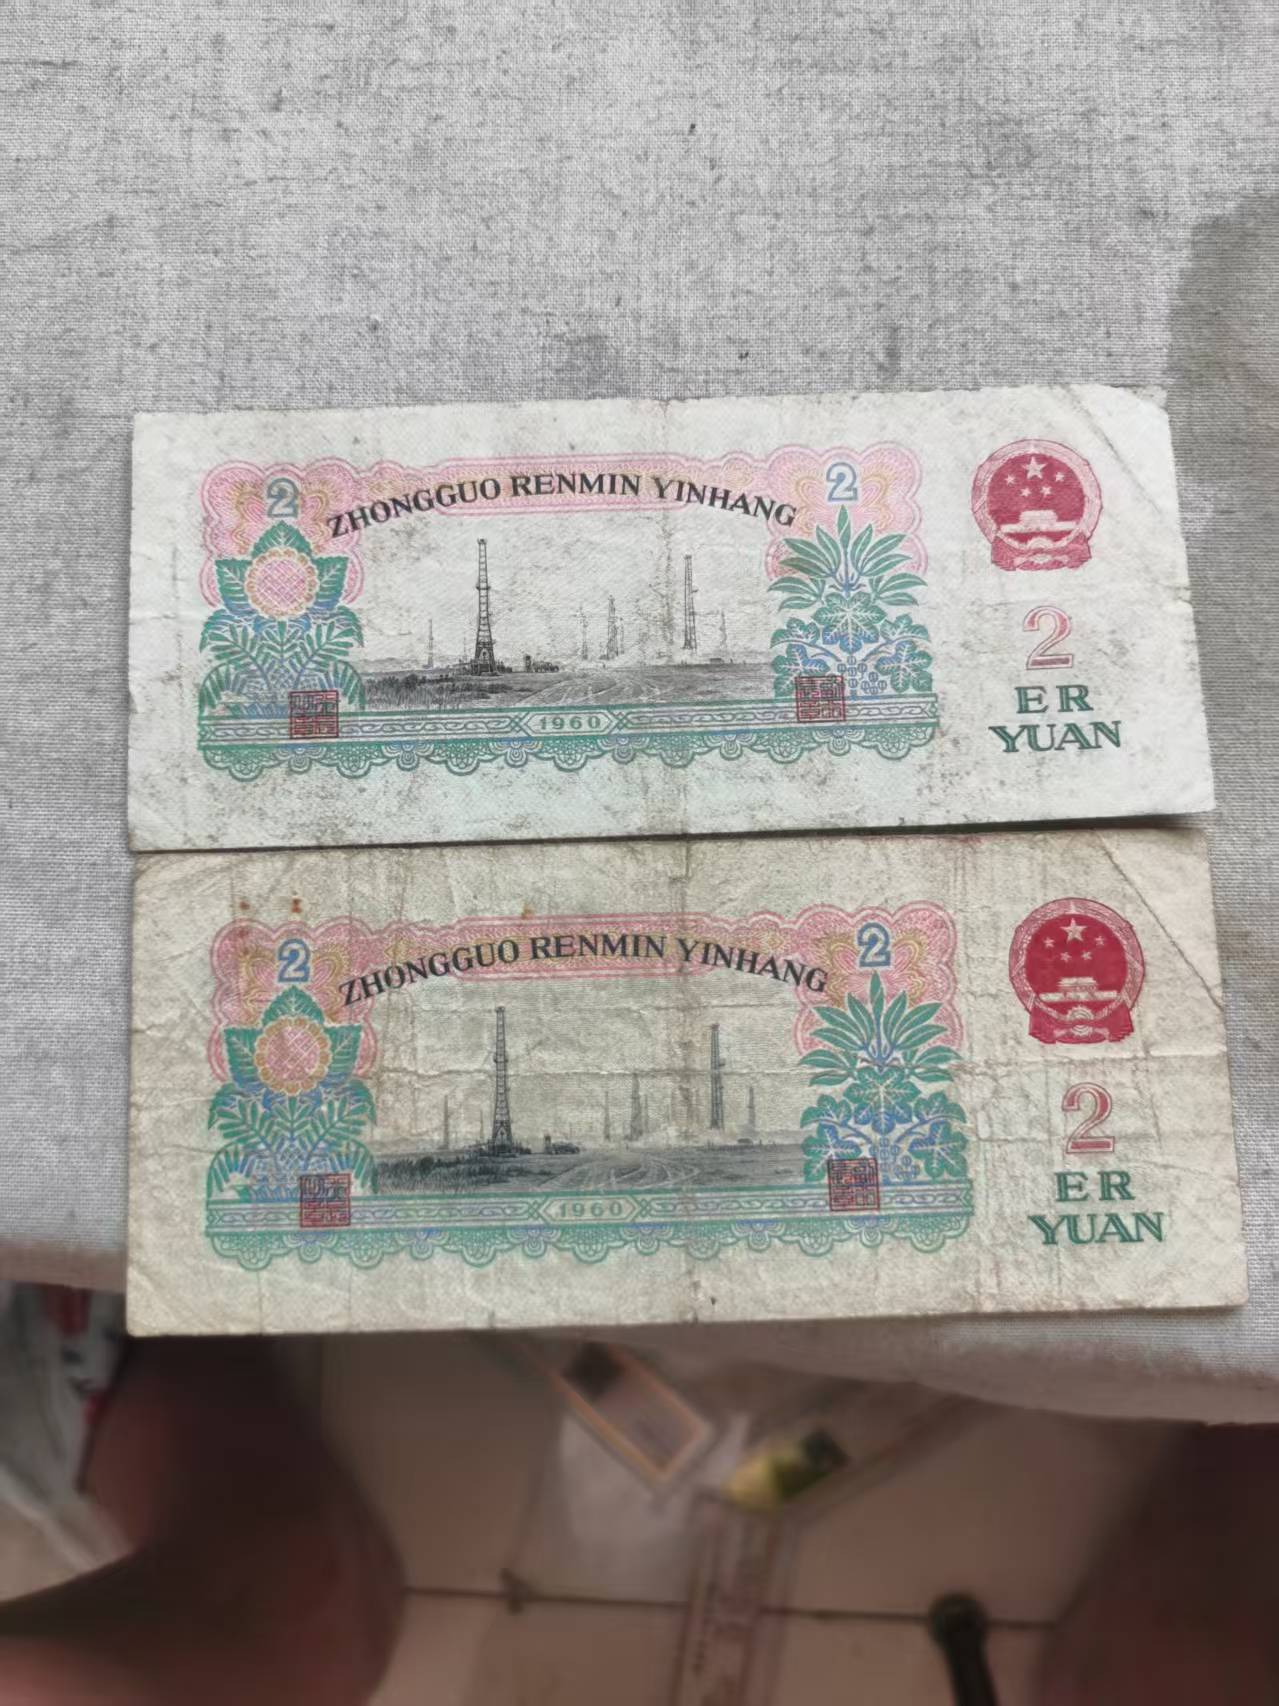 2 ZHONGGUO RENMIN YINHANG 2
1960
2
ER
YUAN
2 ZHONGGUO RENMIN YINHANG 2
1960
2
ER
YUAN